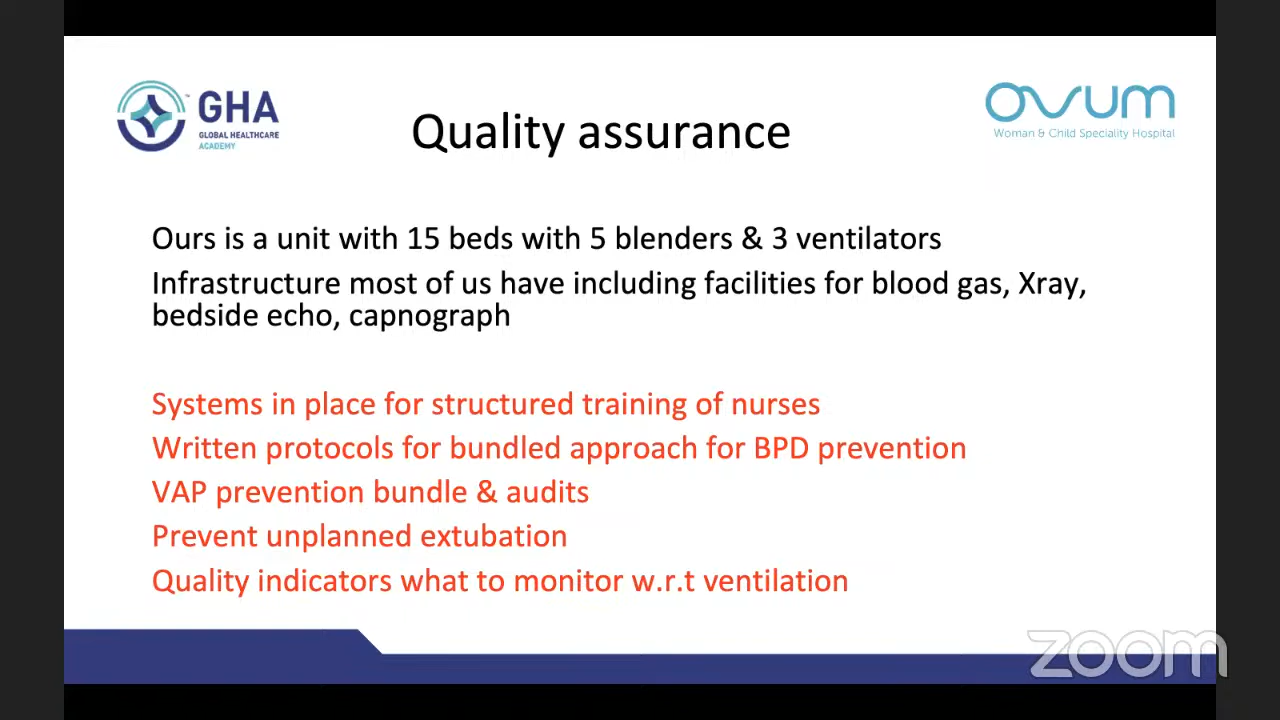 GHA
GLOBAL HEALTHCARE
ACADEMY
Quality assurance
OVUM
Woman & Child Speciality Hospital
Ours is a unit with 15 beds with 5 blenders & 3 ventilators
Infrastructure most of us have including facilities for blood gas, Xray,
bedside echo, capnograph
Systems in place for structured training of nurses
Written protocols for bundled approach for BPD prevention
VAP prevention bundle & audits
Prevent unplanned extubation
Quality indicators what to monitor w.r.t ventilation
zoom